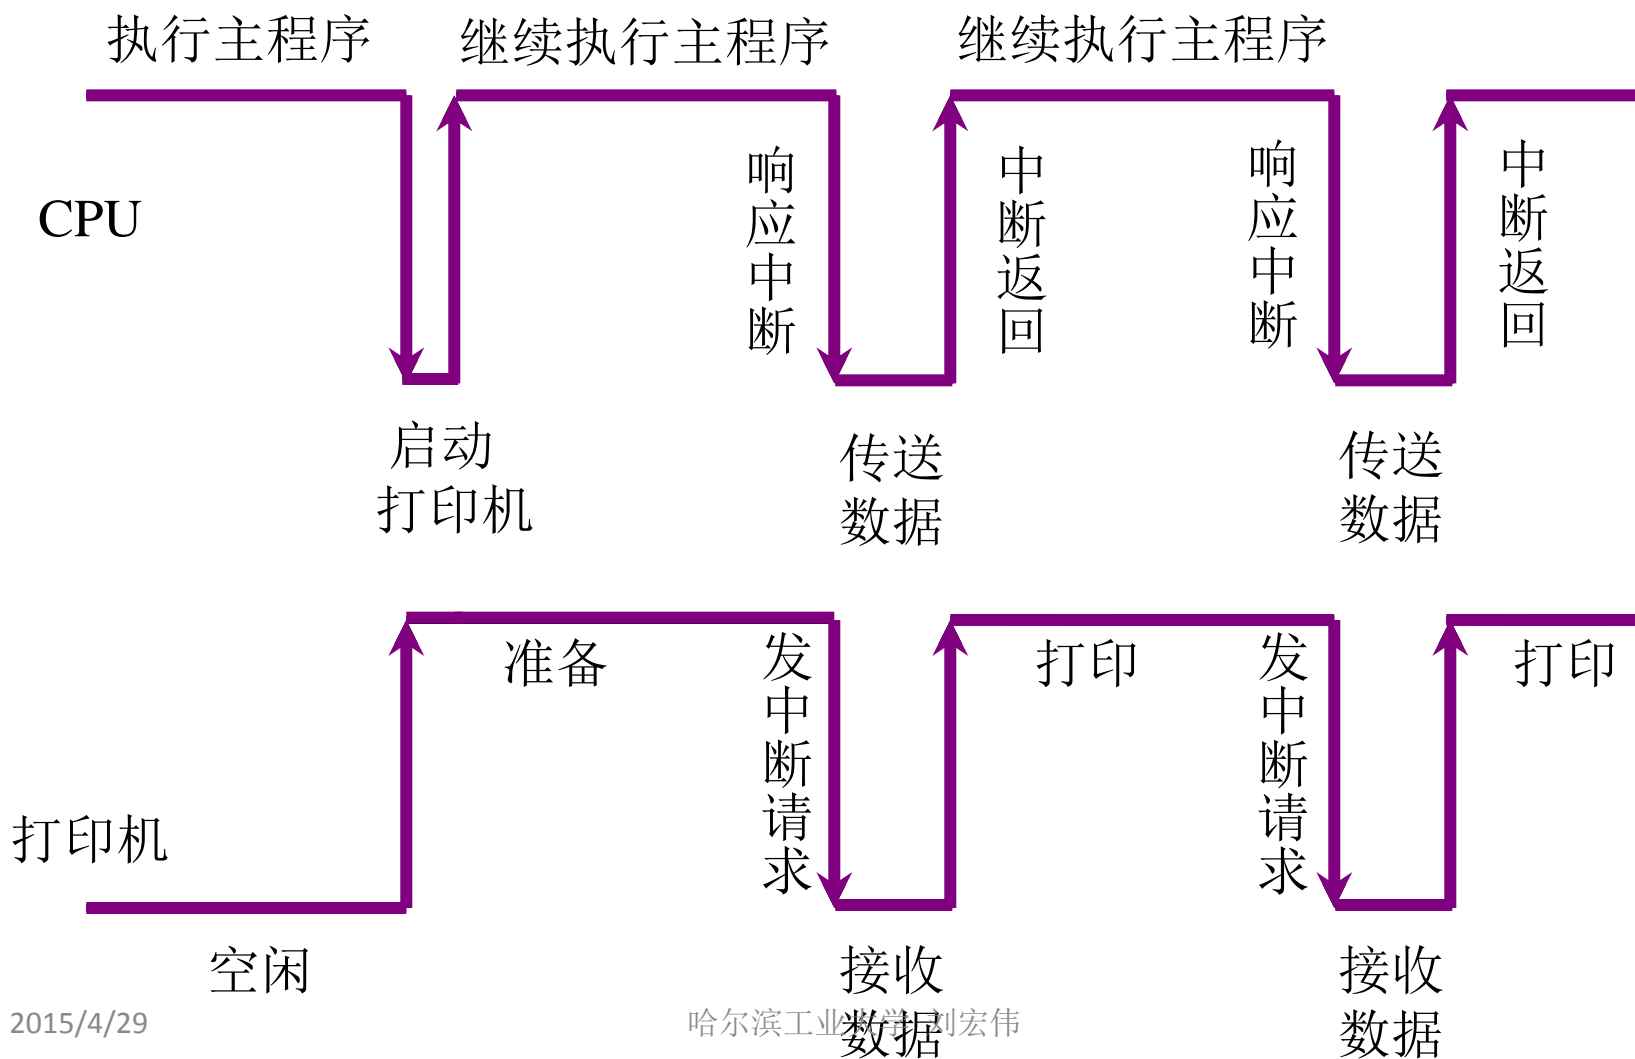 执行主程序
继续执行主程序
继续执行主程序
CPU
响应中断
中断返回
响应中断
中断返回
启动
打印机
传送
数据
传送
数据
打印机
空闲
准备
发中断请求
接收
数据
打印
发中断请求
接收
数据
打印
2015/4/29
哈尔滨工业大学 刘宏伟